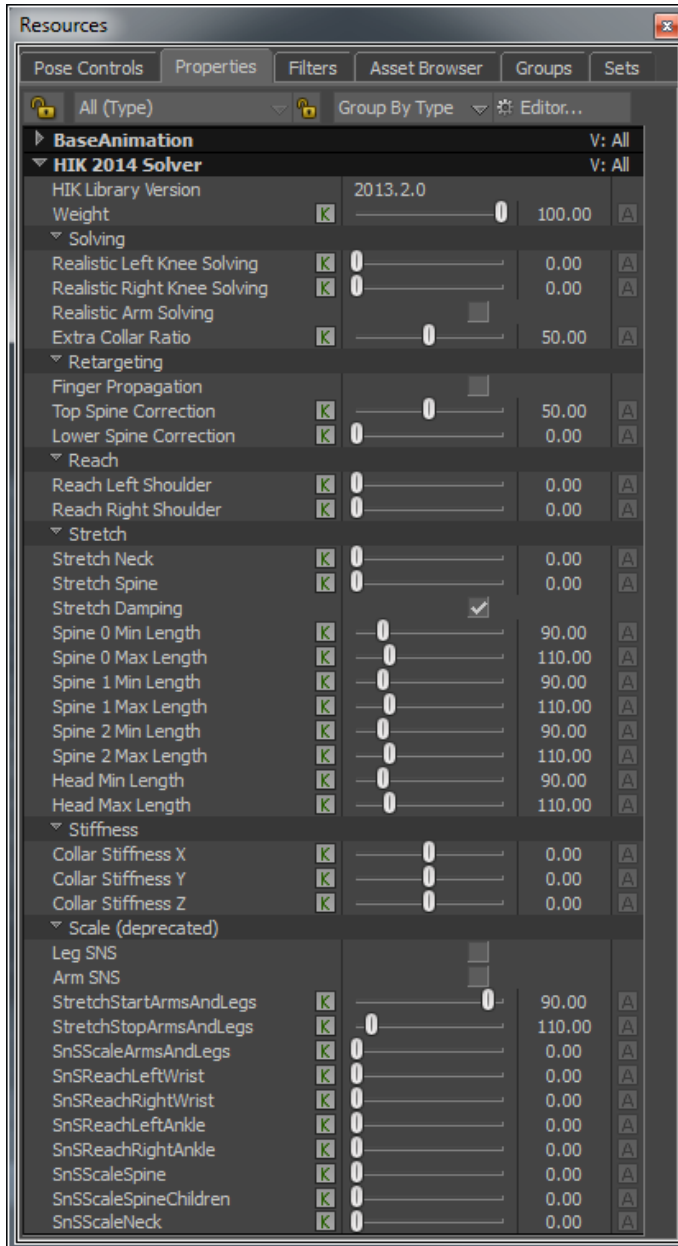 Resources
Pose Controls Properties Filters Asset Browser Groups Sets
All (Type) Group By Type Editor...
BaseAnimation V: All
HIK 2014 Solver V: All
HIK Library Version 2013.2.0
Weight K 100.00 A
Solving
Realistic Left Knee Solving K 0.00 A
Realistic Right Knee Solving K 0.00 A
Realistic Arm Solving
Extra Collar Ratio K 50.00 A
Retargeting
Finger Propagation
Top Spine Correction K 50.00 A
Lower Spine Correction K 0.00 A
Reach
Reach Left Shoulder K 0.00 A
Reach Right Shoulder K 0.00 A
Stretch
Stretch Neck K 0.00 A
Stretch Spine K 0.00 A
Stretch Damping
Spine 0 Min Length K 90.00 A
Spine 0 Max Length K 110.00 A
Spine 1 Min Length K 90.00 A
Spine 1 Max Length K 110.00 A
Spine 2 Min Length K 90.00 A
Spine 2 Max Length K 110.00 A
Head Min Length K 90.00 A
Head Max Length K 110.00 A
Stiffness
Collar Stiffness X K 0.00 A
Collar Stiffness Y K 0.00 A
Collar Stiffness Z K 0.00 A
Scale (deprecated)
Leg SNS
Arm SNS
StretchStartArmsAndLegs K 90.00 A
StretchStopArmsAndLegs K 110.00 A
SnSScaleArmsAndLegs K 0.00 A
SnSReachLeftWrist K 0.00 A
SnSReachRightWrist K 0.00 A
SnSReachLeftAnkle K 0.00 A
SnSReachRightAnkle K 0.00 A
SnSScaleSpine K 0.00 A
SnSScaleSpineChildren K 0.00 A
SnSScaleNeck K 0.00 A